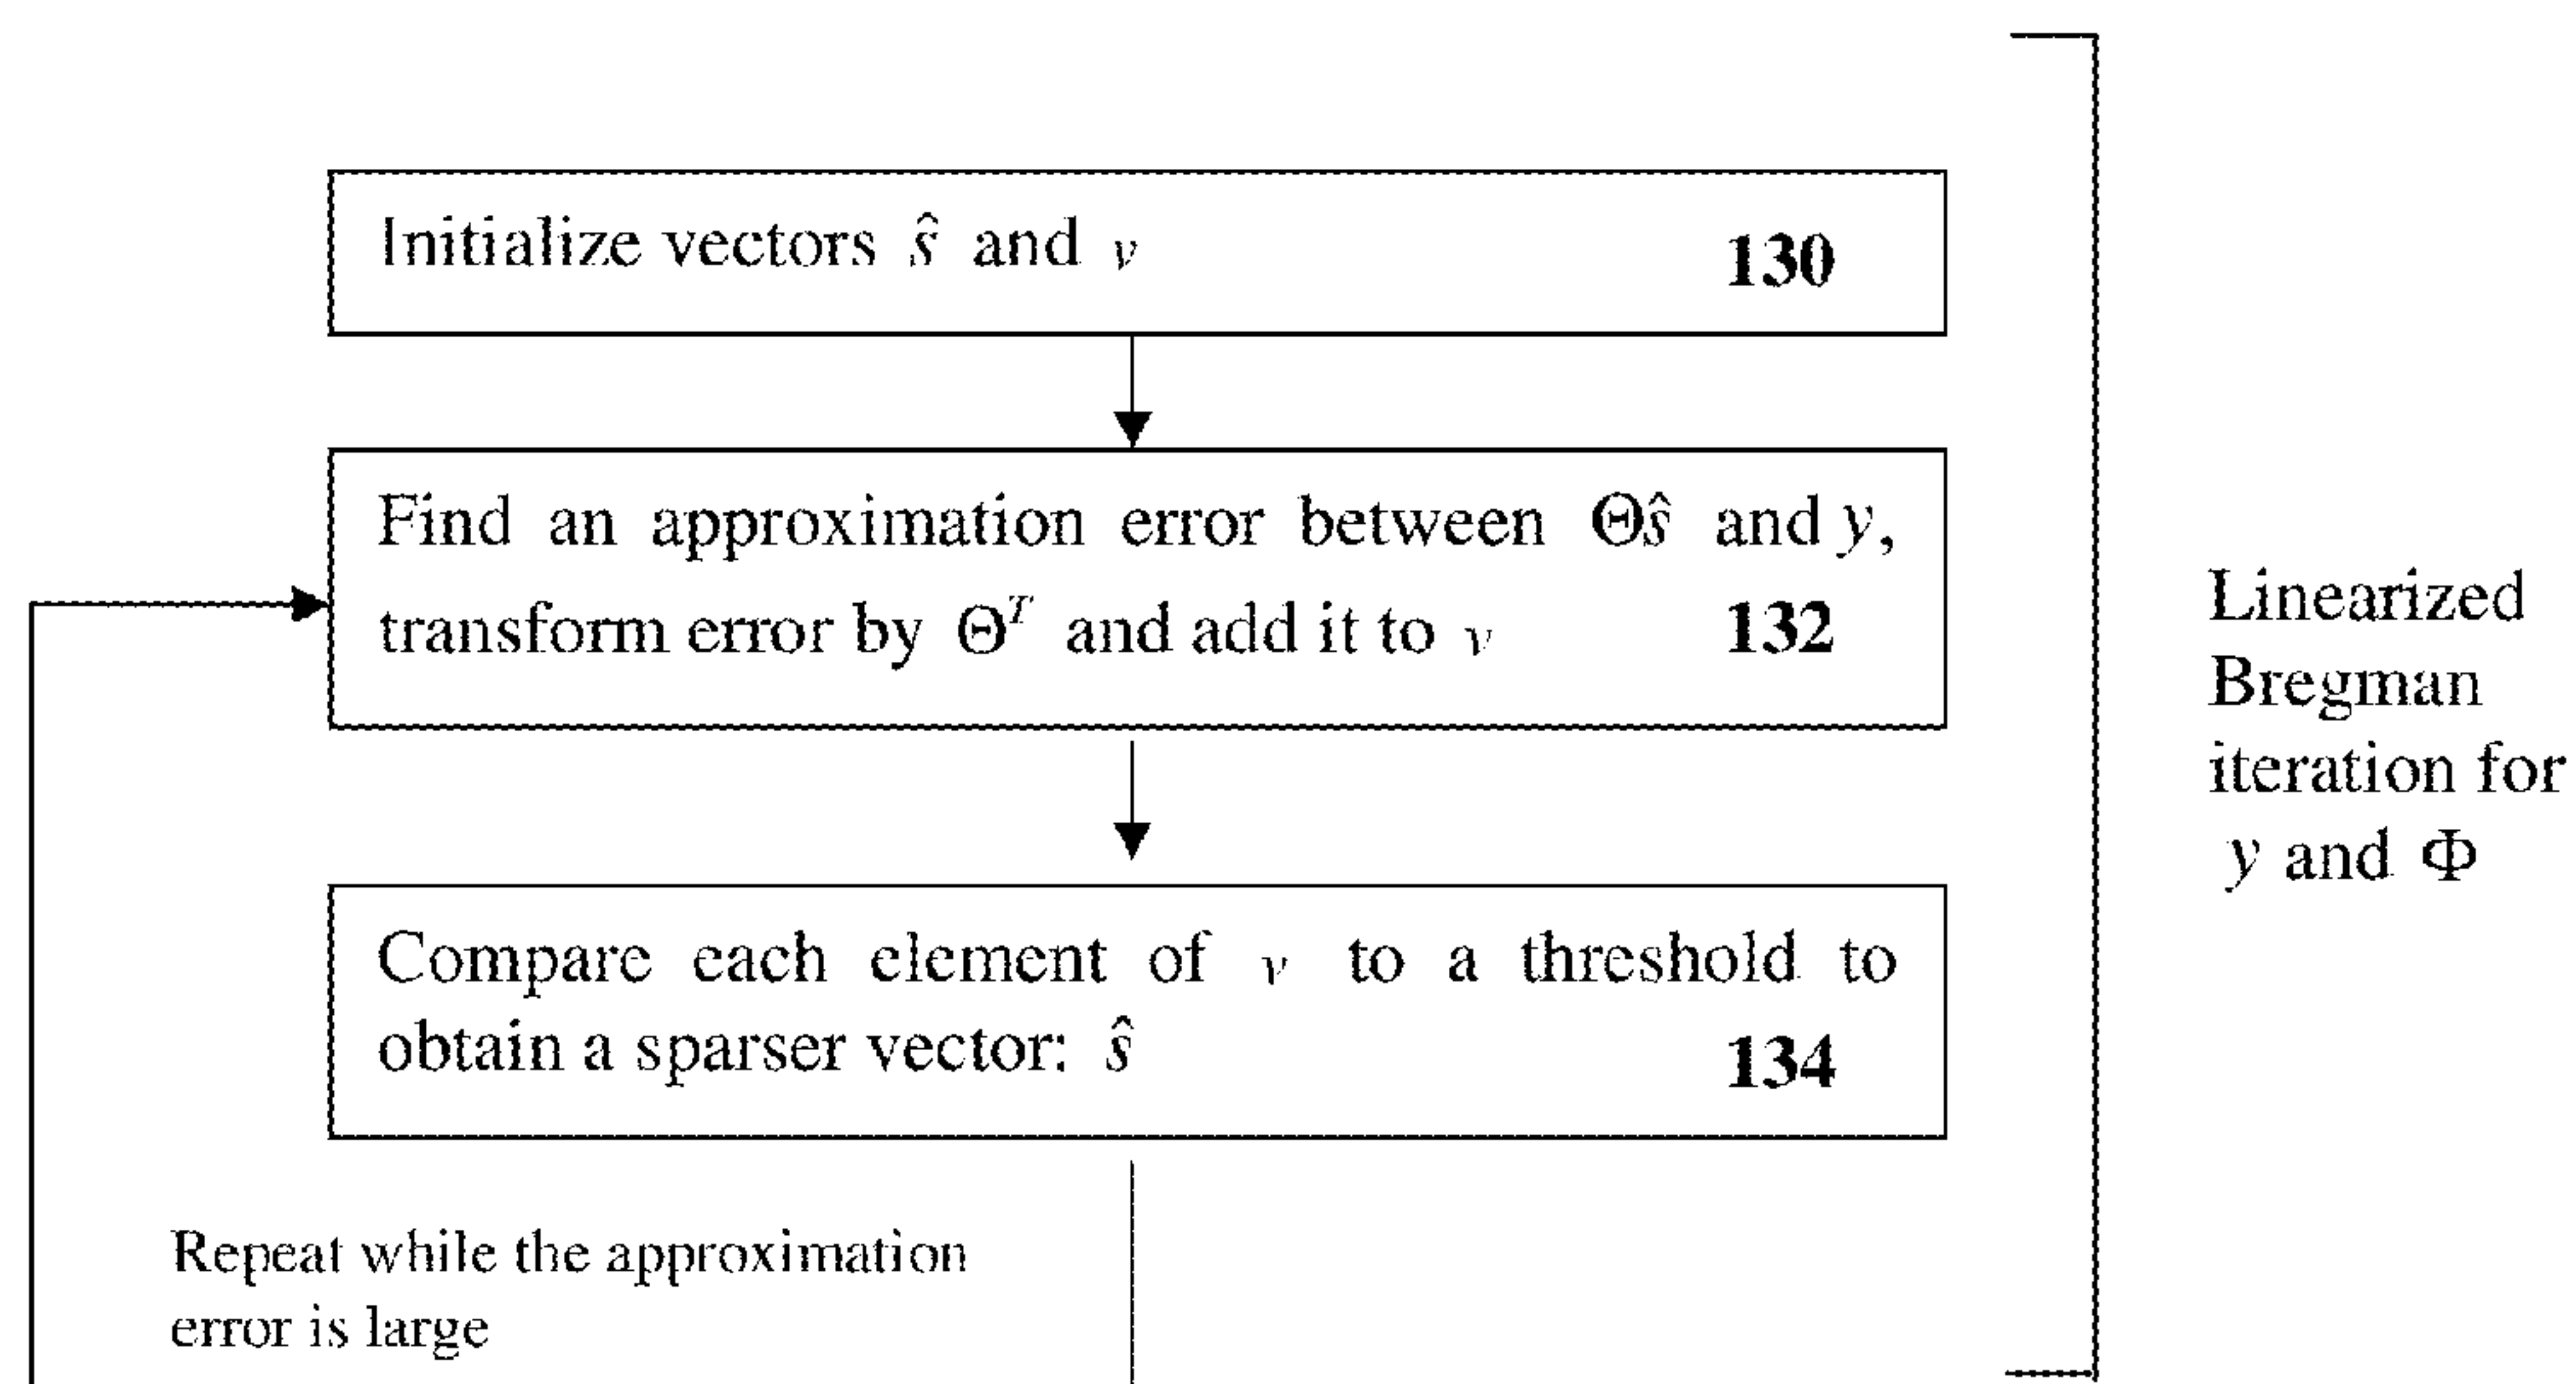 Initialize vectors ŝ and v
130
Find an approximation error between Θŝ and y,
transform error by Θᵀ and add it to v
132
Compare each element of v to a threshold to
obtain a sparser vector: ŝ
134
Repeat while the approximation
error is large
Linearized
Bregman
iteration for
y and Φ